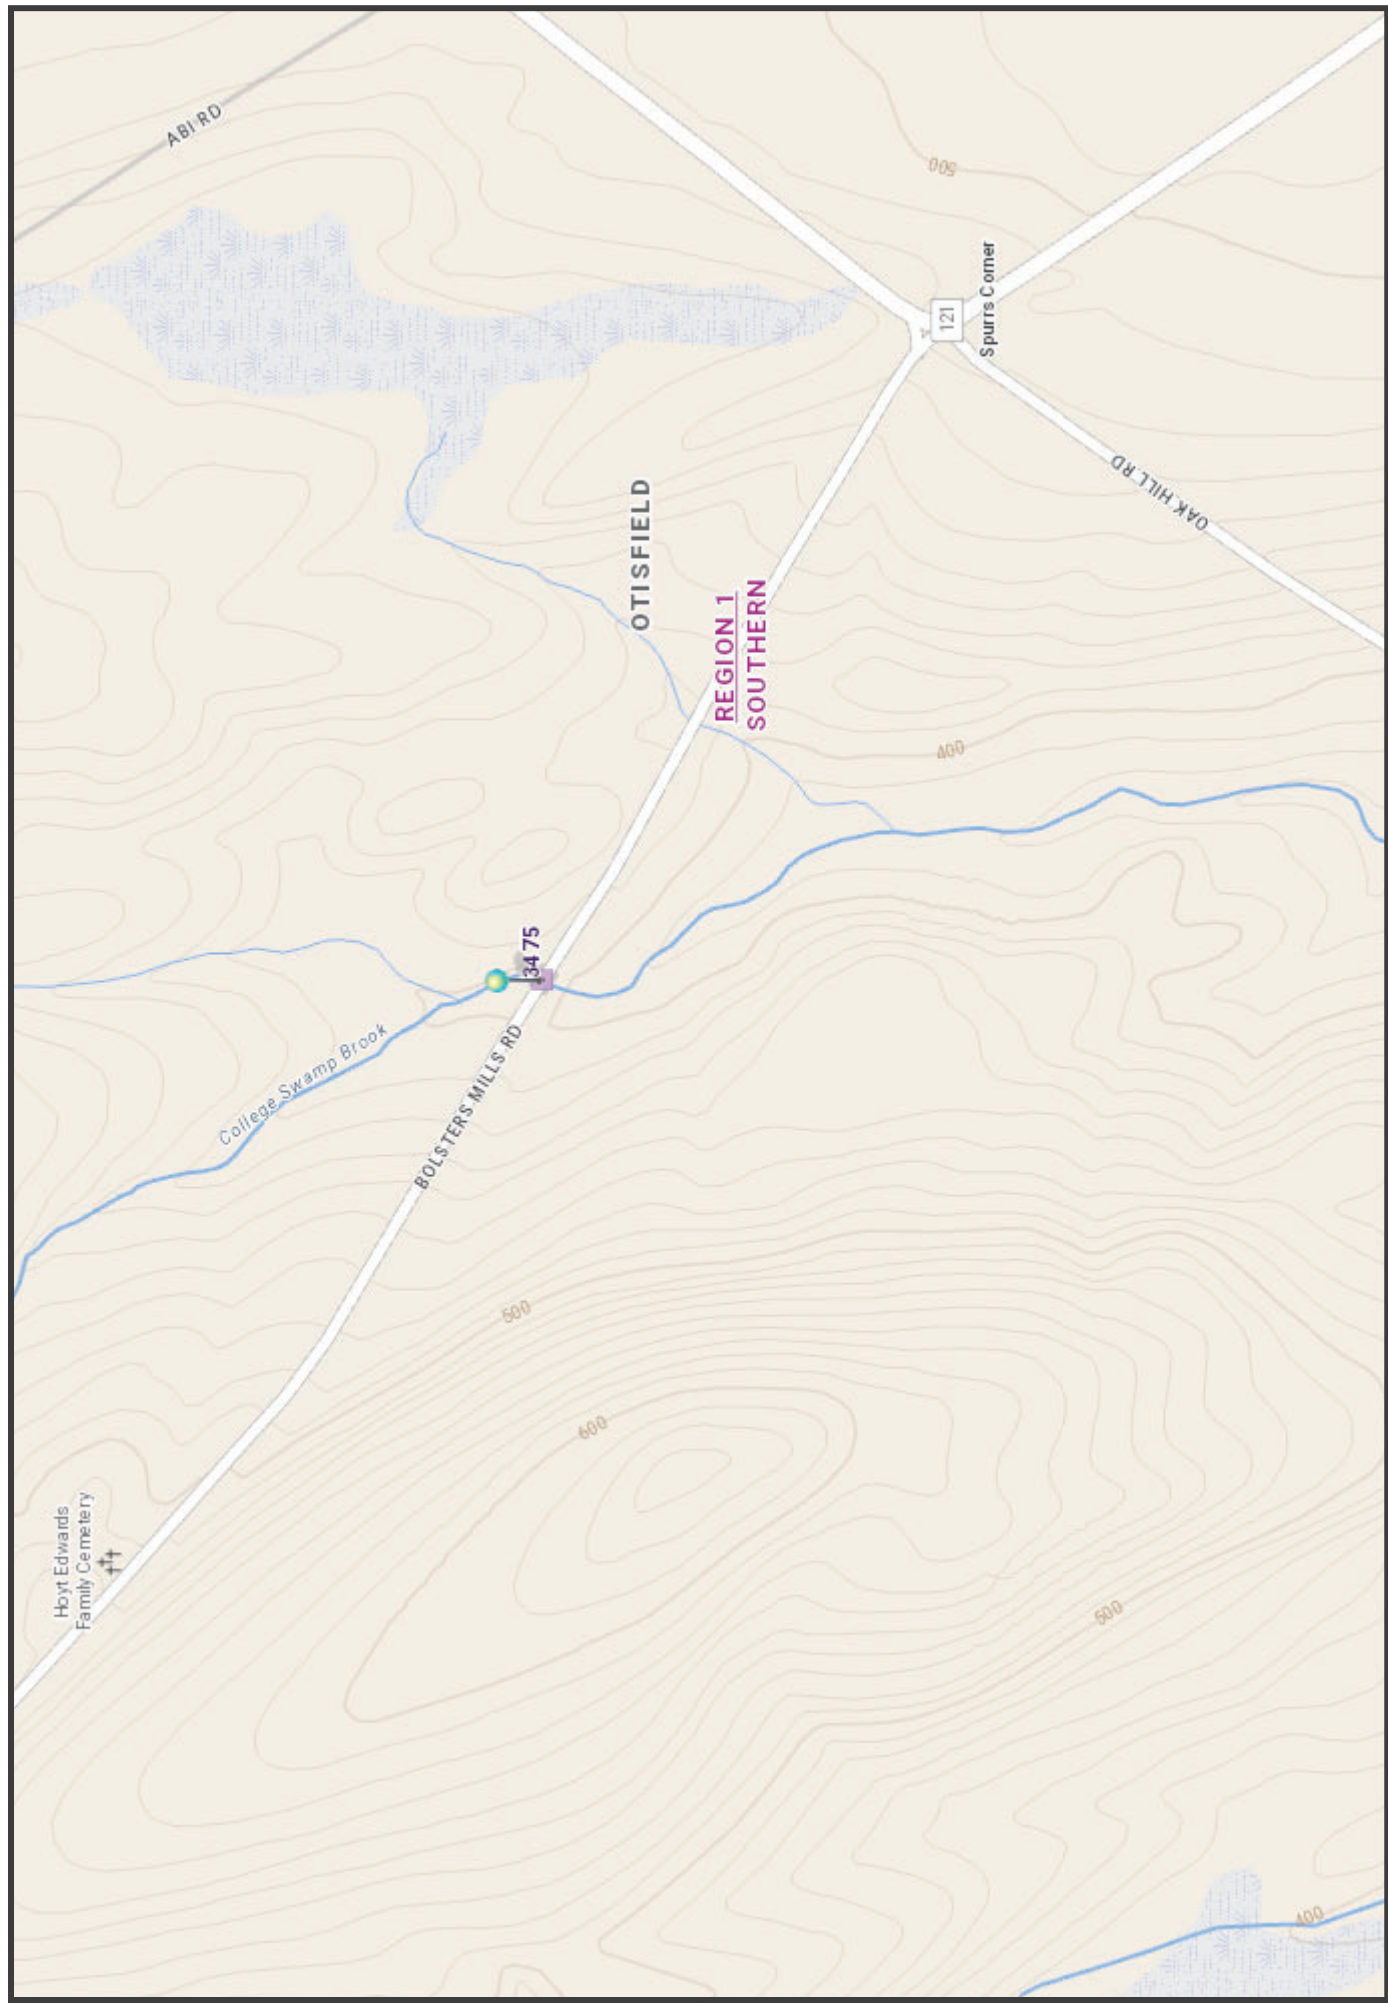 ABI RD
500
121
Spurrs Corner
OAK HILL RD
OTISFIELD
REGION 1
SOUTHERN
400
3475
College Swamp Brook
BOLSTERS MILLS RD
500
600
Hoyt Edwards
Family Cemetery
500
400